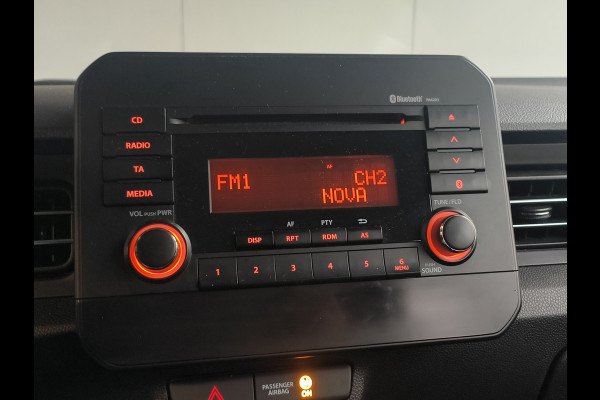 Bluetooth
CD
RADIO
TA
MEDIA
FM1 CH2
NOVA
VOL PUSH PWR
TUNE/FLD
AF PTY
DISP RPT RDM AS
1 2 3 4 5 6
MENU
PUSH
SOUND
PASSENGER
AIRBAG
ON